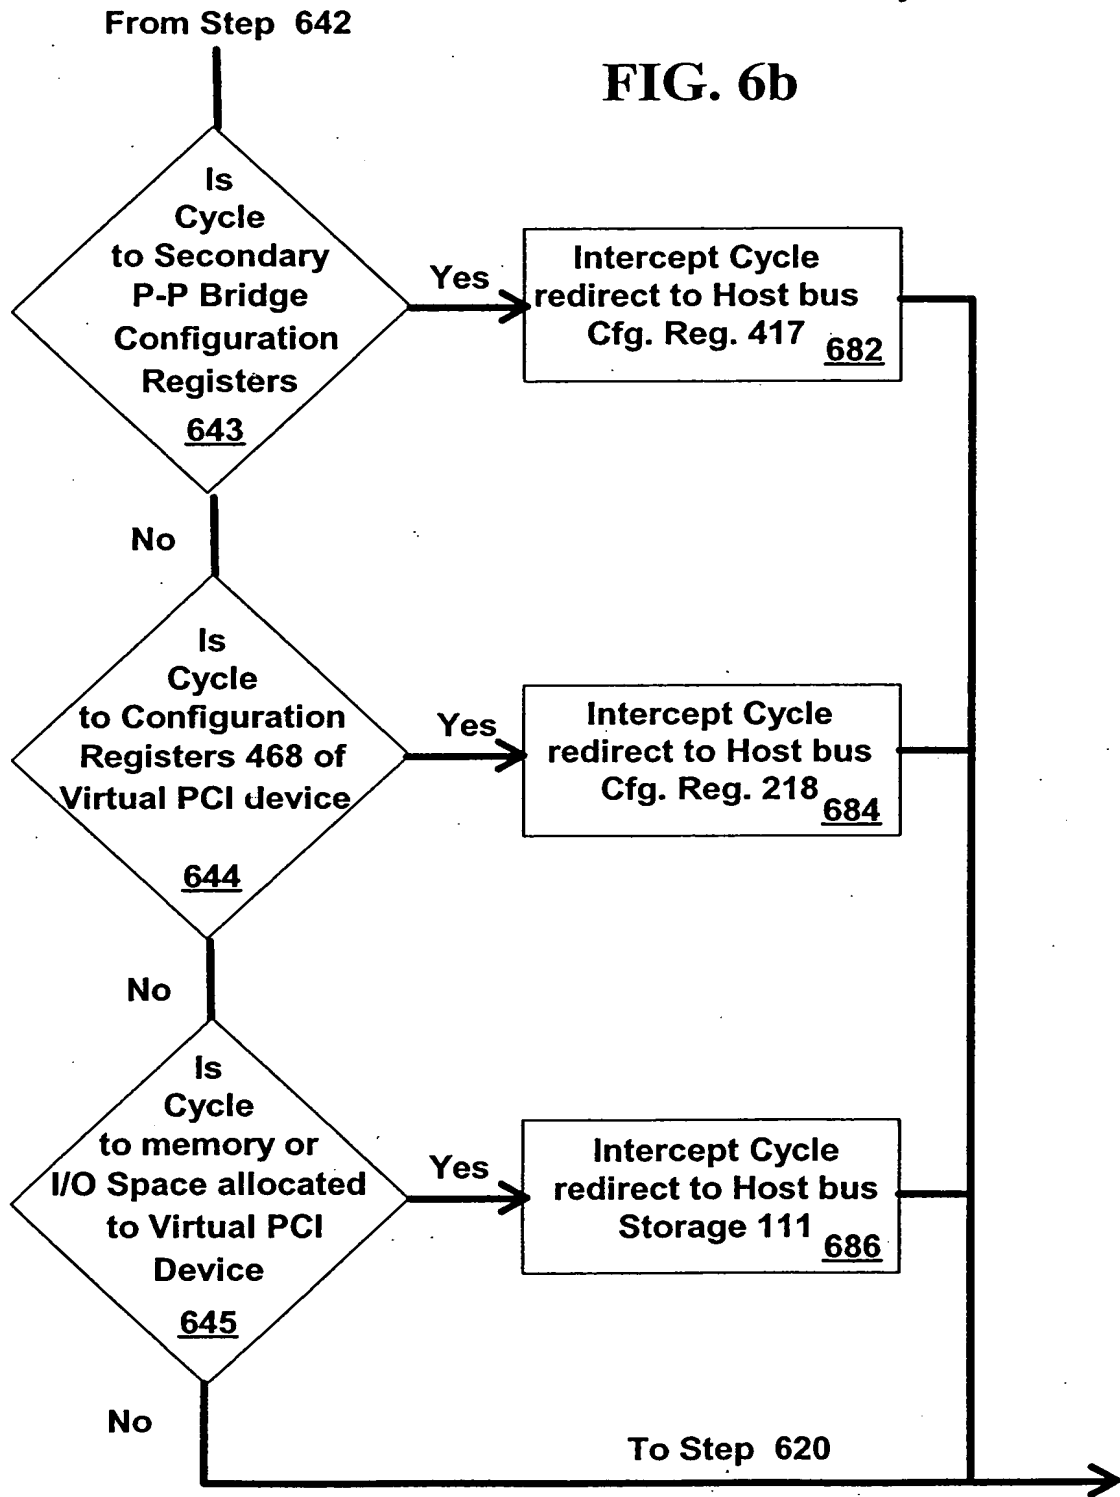 From Step 642
FIG. 6b
Is
Cycle
to Secondary
P-P Bridge
Configuration
Registers
643
Yes
Intercept Cycle
redirect to Host bus
Cfg. Reg. 417
682
No
Is
Cycle
to Configuration
Registers 468 of
Virtual PCI device
644
Yes
Intercept Cycle
redirect to Host bus
Cfg. Reg. 218
684
No
Is
Cycle
to memory or
I/O Space allocated
to Virtual PCI
Device
645
Yes
Intercept Cycle
redirect to Host bus
Storage 111
686
No
To Step 620